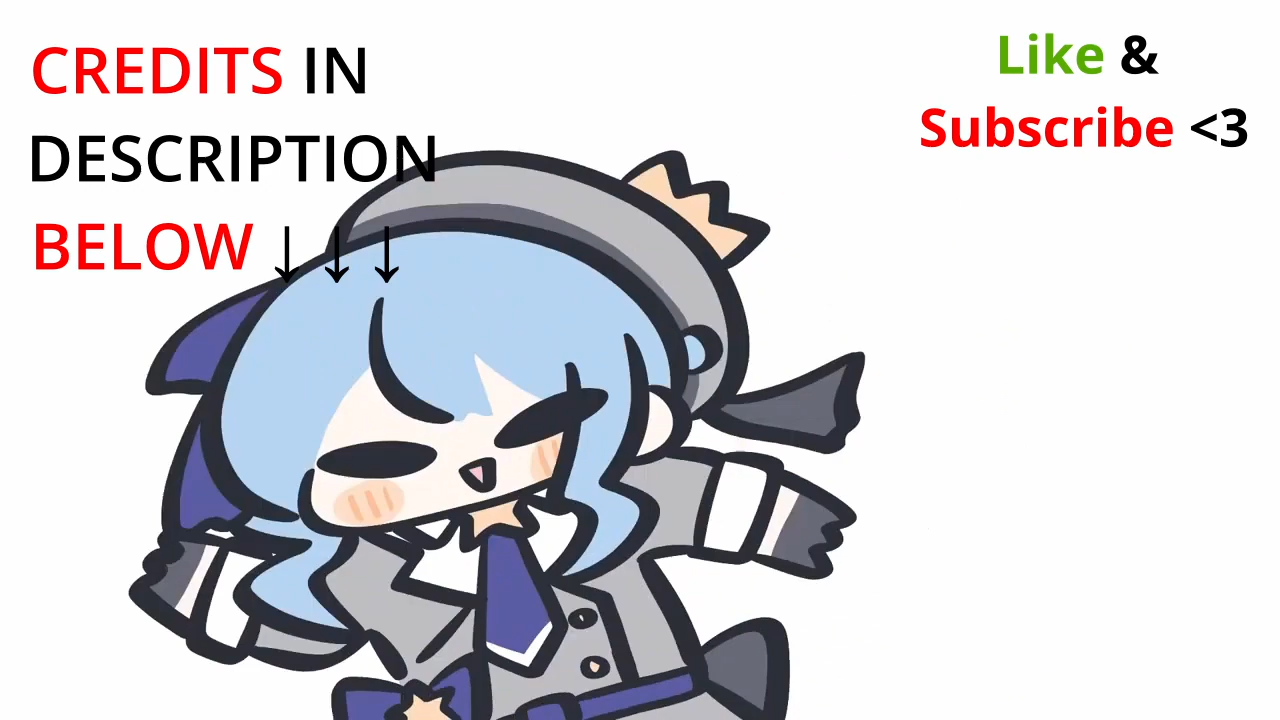 CREDITS IN
DESCRIPTION
BELOW ↓ ↓ ↓
Like &
Subscribe <3